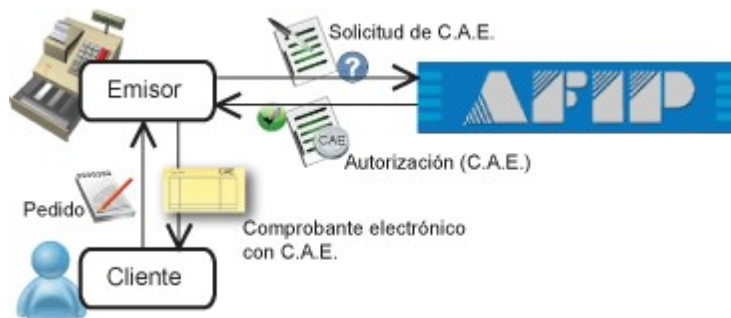 Solicitud de C.A.E.
Emisor
AFIP
CAE
Autorización (C.A.E.)
Pedido
CAE
Comprobante electrónico
con C.A.E.
Cliente